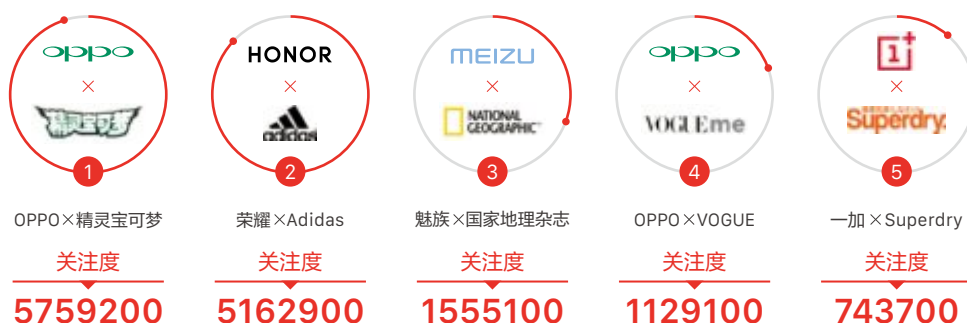 oppo
×
精灵宝可梦
1
OPPO×精灵宝可梦
关注度
5759200
HONOR
×
adidas
2
荣耀×Adidas
关注度
5162900
MEIZU
×
NATIONAL
GEOGRAPHIC
3
魅族×国家地理杂志
关注度
1555100
oppo
×
VOGUEme
4
OPPO×VOGUE
关注度
1129100
1+
×
Superdry.
5
一加×Superdry
关注度
743700